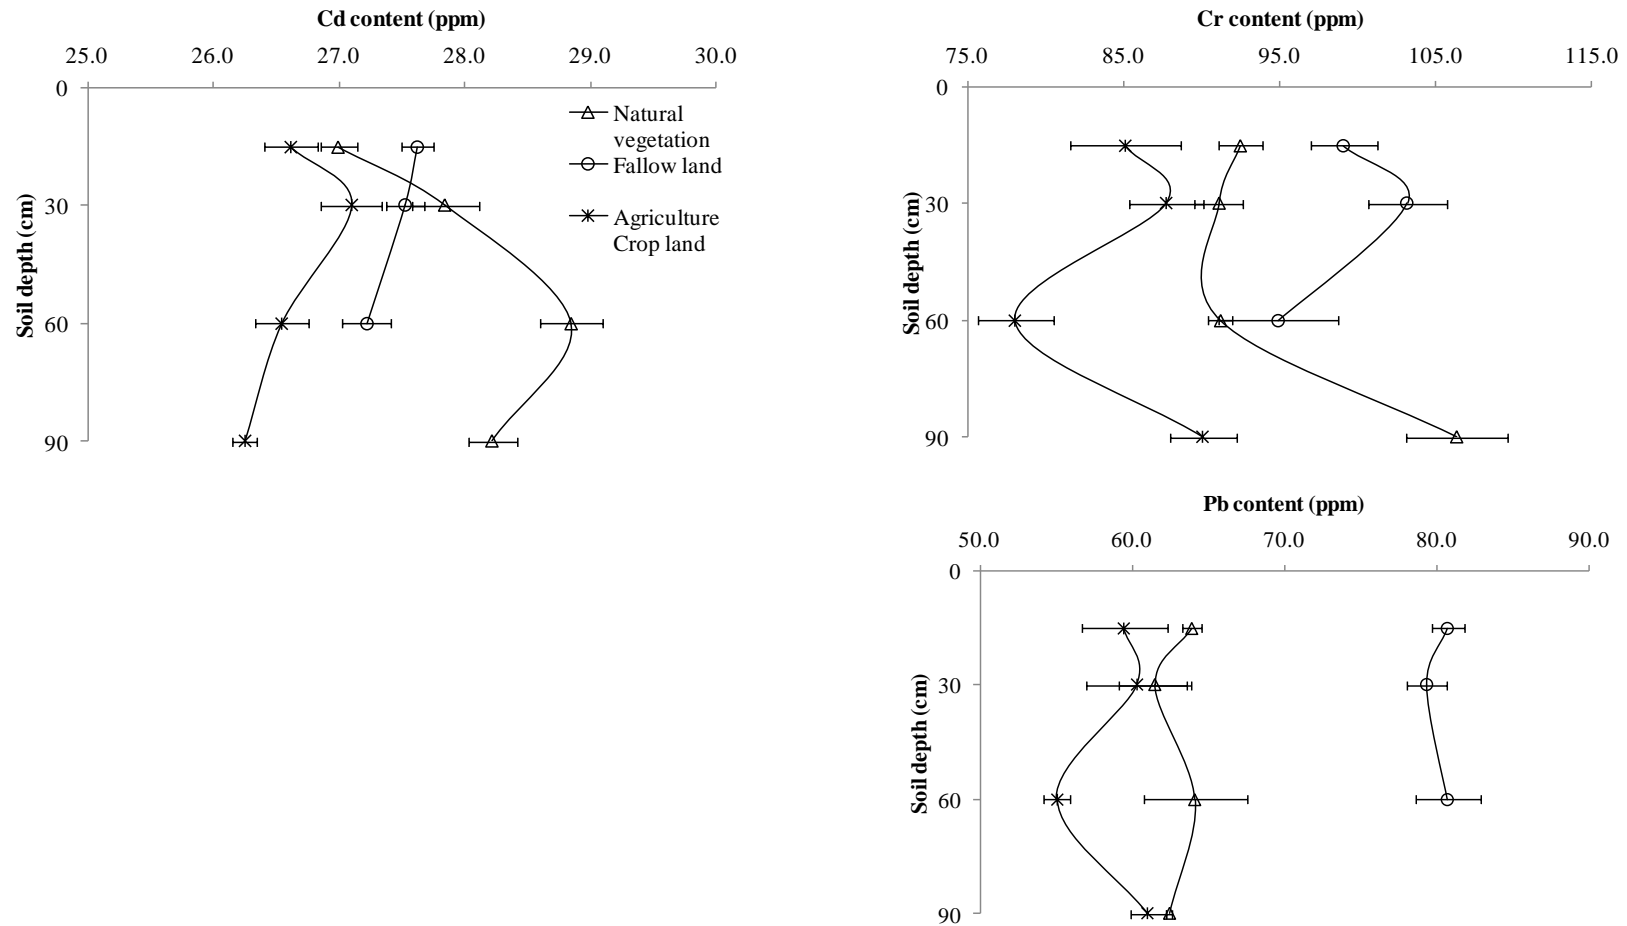 Cd content (ppm)
25.0 26.0 27.0 28.0 29.0 30.0
0
30
60
90
Soil depth (cm)
Natural
vegetation
Fallow land
Agriculture
Crop land
Cr content (ppm)
75.0 85.0 95.0 105.0 115.0
0
30
60
90
Soil depth (cm)
Pb content (ppm)
50.0 60.0 70.0 80.0 90.0
0
30
60
90
Soil depth (cm)